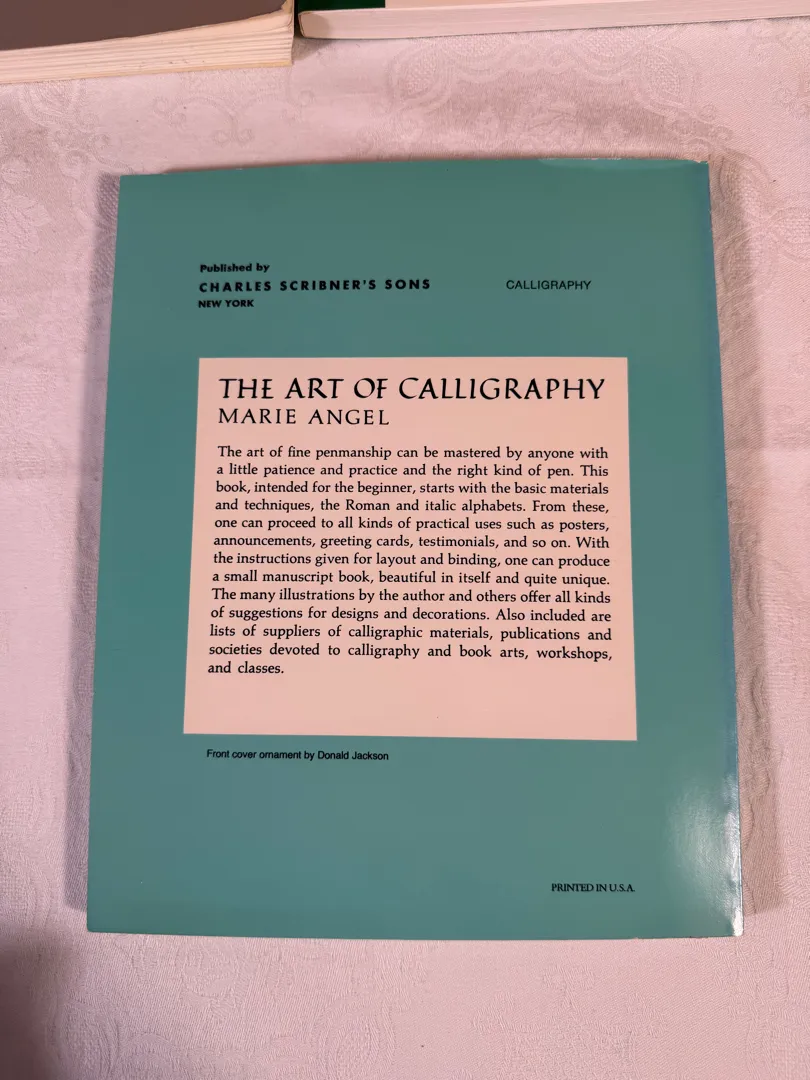 Published by
CHARLES SCRIBNER'S SONS
NEW YORK
CALLIGRAPHY
THE ART OF CALLIGRAPHY
MARIE ANGEL
The art of fine penmanship can be mastered by anyone with
a little patience and practice and the right kind of pen. This
book, intended for the beginner, starts with the basic materials
and techniques, the Roman and italic alphabets. From these,
one can proceed to all kinds of practical uses such as posters,
announcements, greeting cards, testimonials, and so on. With
the instructions given for layout and binding, one can produce
a small manuscript book, beautiful in itself and quite unique.
The many illustrations by the author and others offer all kinds
of suggestions for designs and decorations. Also included are
lists of suppliers of calligraphic materials, publications and
societies devoted to calligraphy and book arts, workshops,
and classes.
Front cover ornament by Donald Jackson
PRINTED IN U.S.A.